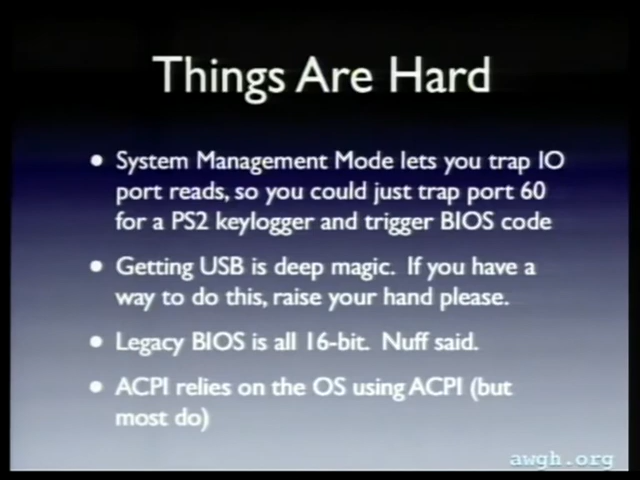 Things Are Hard
• System Management Mode lets you trap IO
port reads, so you could just trap port 60
for a PS2 keylogger and trigger BIOS code
• Getting USB is deep magic. If you have a
way to do this, raise your hand please.
• Legacy BIOS is all 16-bit. Nuff said.
• ACPI relies on the OS using ACPI (but
most do)
awgh.org